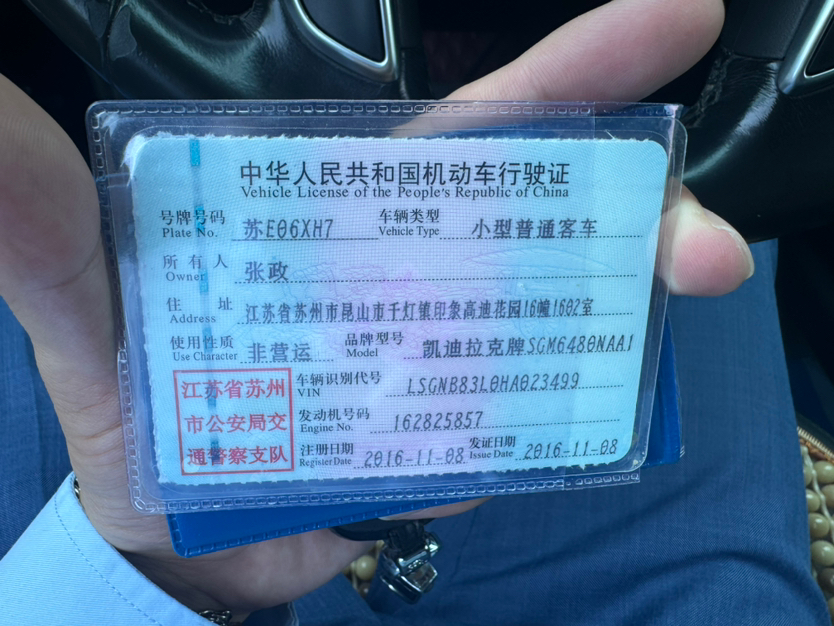 中华人民共和国机动车行驶证
Vehicle License of the People's Republic of China
号牌号码 苏E06XH7 车辆类型 小型普通客车
Plate No. Vehicle Type
所有人 张政
Owner
住址 江苏省苏州市昆山市千灯镇印象高迪花园16幢1602室
Address
使用性质 非营运 品牌型号 凯迪拉克牌SGM6480NAA1
Use Character Model
江苏省苏州
市公安局交
通警察支队
车辆识别代号 LSGNB83L0HA023499
VIN
发动机号码 162825857
Engine No.
注册日期 2016-11-08 发证日期 2016-11-08
Register Date Issue Date